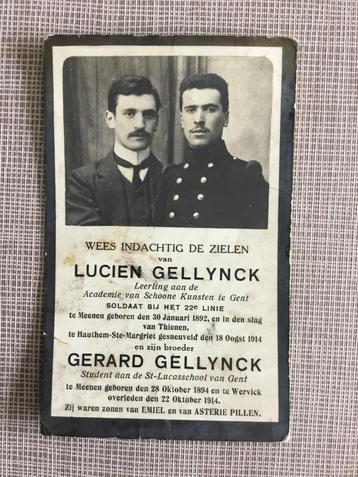 WEES INDACHTIG DE ZIELEN
van
LUCIEN GELLYNCK
Leerling aan de
Academie van Schoone Kunsten te Gent
SOLDAAT BIJ HET 22e LINIE
te Meenen geboren den 30 Januari 1892, en in den slag
van Thienen,
te Hauthem-Ste-Margriet gesneuveld den 18 Oogst 1914
en zijn broeder
GERARD GELLYNCK
Student aan de St-Lucasschool van Gent
te Meenen geboren den 28 Oktober 1894 en te Wervick
overleden den 22 Oktober 1914.
Zij waren zonen van EMIEL en van ASTERIE PILLEN.